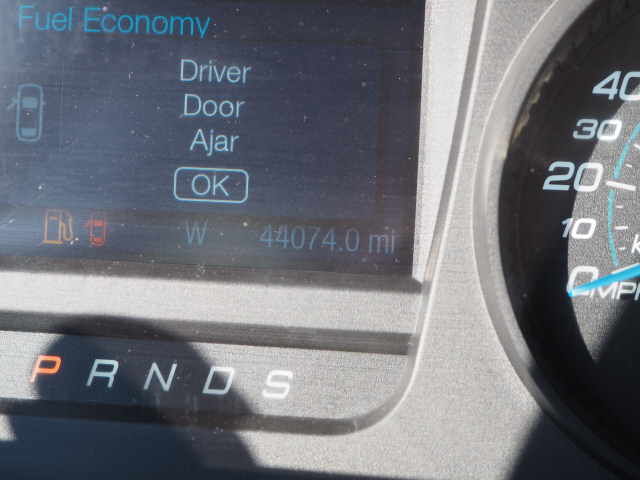 Fuel Economy
Driver
Door
Ajar
OK
W 44074.0 mi
P R N D S
40
30
20
10
0 MPH